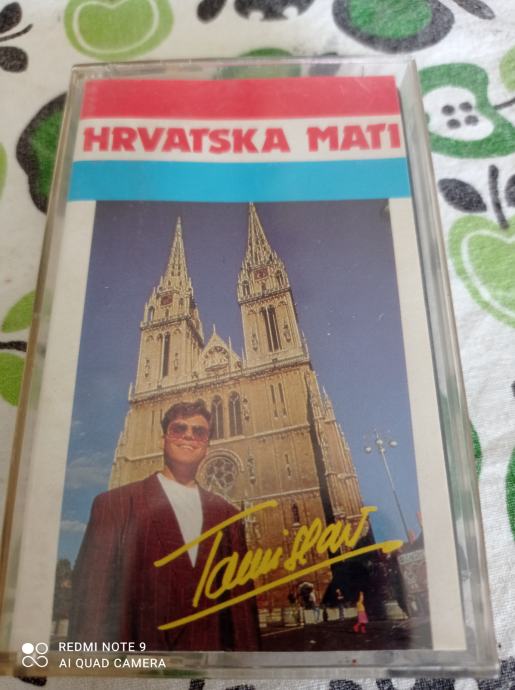 HRVATSKA MATI
Tomislav
REDMI NOTE 9
AI QUAD CAMERA